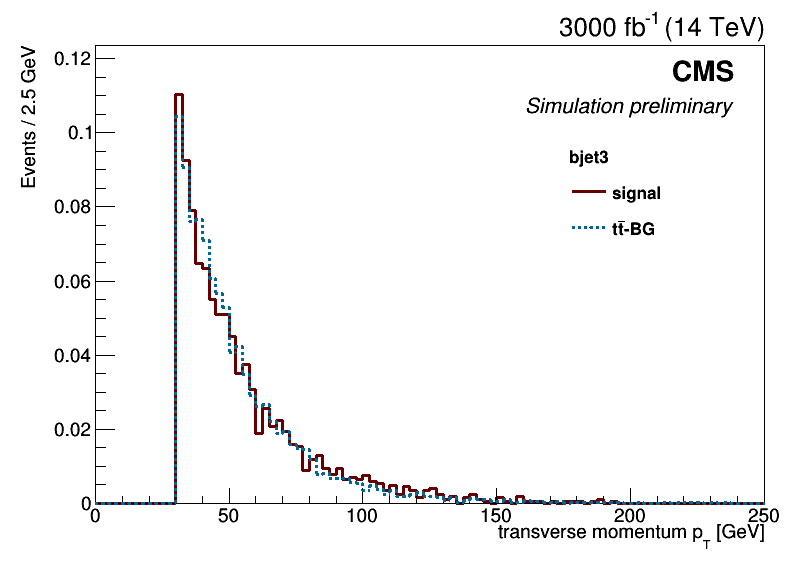 3000 fb⁻¹ (14 TeV)
Events / 2.5 GeV
0.12
0.1
0.08
0.06
0.04
0.02
0
CMS
Simulation preliminary
bjet3
signal
tt̄-BG
0 50 100 150 200 250
transverse momentum p_T [GeV]